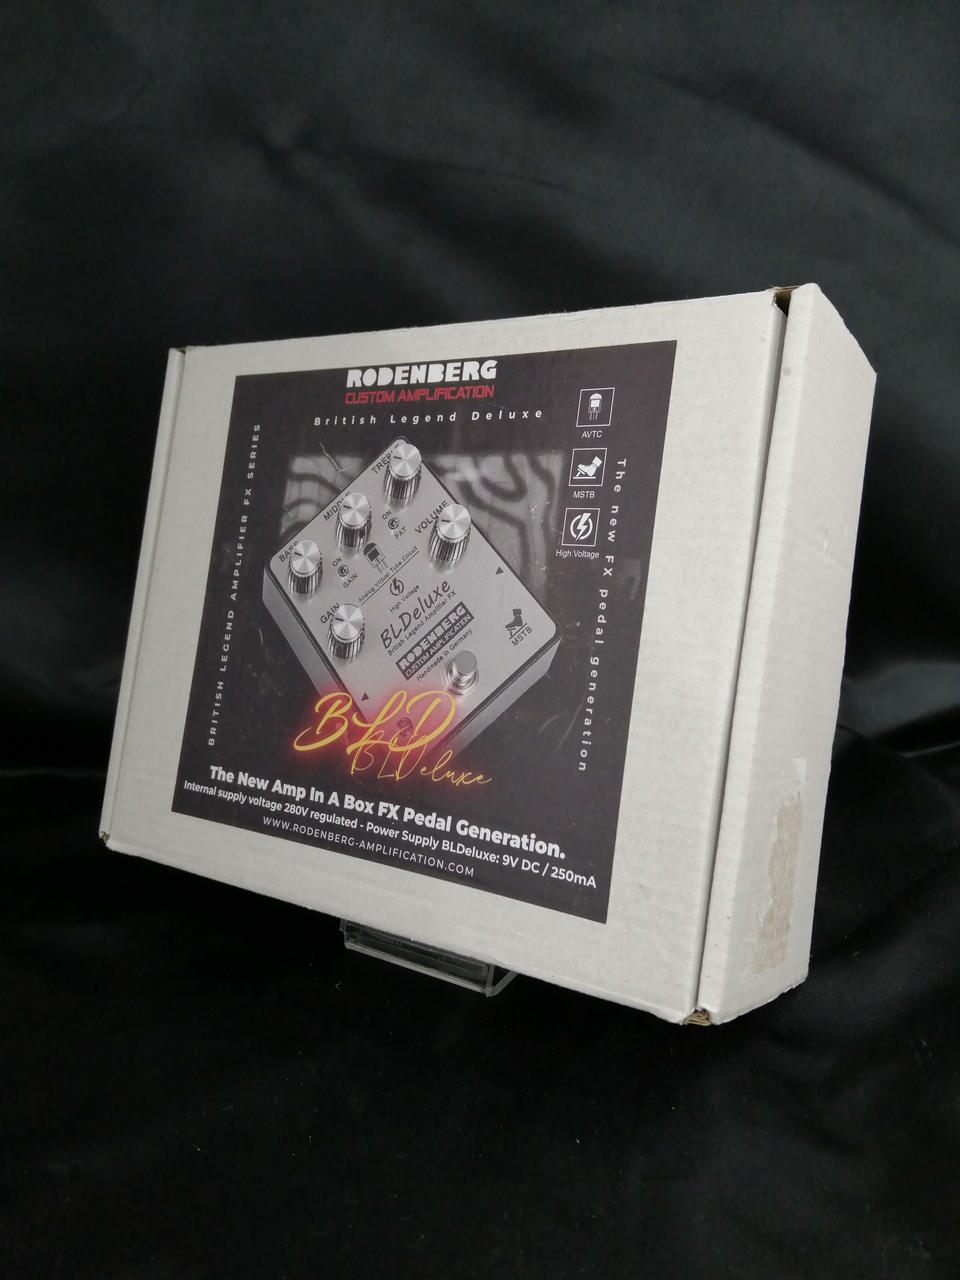 RODENBERG
CUSTOM AMPLIFICATION
British Legend Deluxe
AVTC
MSTB
High Voltage
The new FX pedal generation
BRITISH LEGEND AMPLIFIER FX SERIES
MIDDLE
BASS
VOLUME
ON
FAT
ON
GAIN
GAIN
Analog Virtual Tube Circuit
High Voltage
BLDeluxe
British Legend Amplifier FX
RODENBERG
CUSTOM AMPLIFICATION
Handmade in Germany
MSTB
BLD
BLDeluxe
The New Amp In A Box FX Pedal Generation.
Internal supply voltage 280V regulated - Power Supply BLDeluxe: 9V DC / 250mA
WWW.RODENBERG-AMPLIFICATION.COM